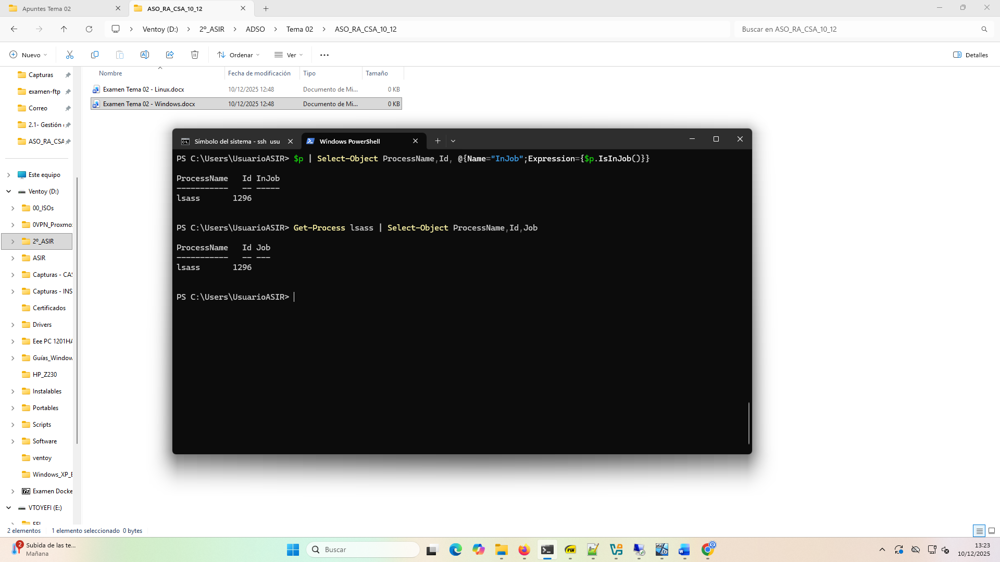 Apuntes Tema 02
ASO_RA_CSA_10_12
Ventoy (D:) > 2º_ASIR > ADSO > Tema 02 > ASO_RA_CSA_10_12
Buscar en ASO_RA_CSA_10_12
Nuevo
Ordenar
Ver
Detalles
Nombre Fecha de modificación Tipo Tamaño
Examen Tema 02 - Linux.docx 10/12/2025 12:48 Documento de Mi... 0 KB
Examen Tema 02 - Windows.docx 10/12/2025 12:48 Documento de Mi... 0 KB
Capturas
examen-ftp
Correo
2.1- Gestión
ASO_RA_CSA
Este equipo
Ventoy (D:)
00_ISOs
0VPN_Proxmo
2º_ASIR
ASIR
Capturas - CAS
Capturas - INS
Certificados
Drivers
Eee PC 1201HA
Guías_Window
HP_Z230
Instalables
Portables
Scripts
Software
ventoy
Windows_XP_E
Examen Docke
VTOYEFI (E:)
EFI
Símbolo del sistema - ssh usu
Windows PowerShell
PS C:\Users\UsuarioASIR> $p | Select-Object ProcessName,Id, @{Name="InJob";Expression={$p.IsInJob()}}
ProcessName   Id InJob
-----------   -- -----
lsass       1296
PS C:\Users\UsuarioASIR> Get-Process lsass | Select-Object ProcessName,Id,Job
ProcessName   Id Job
-----------   -- ---
lsass       1296
PS C:\Users\UsuarioASIR>
2 elementos 1 elemento seleccionado 0 bytes
2
Subida de las te...
Mañana
Buscar
13:23
10/12/2025